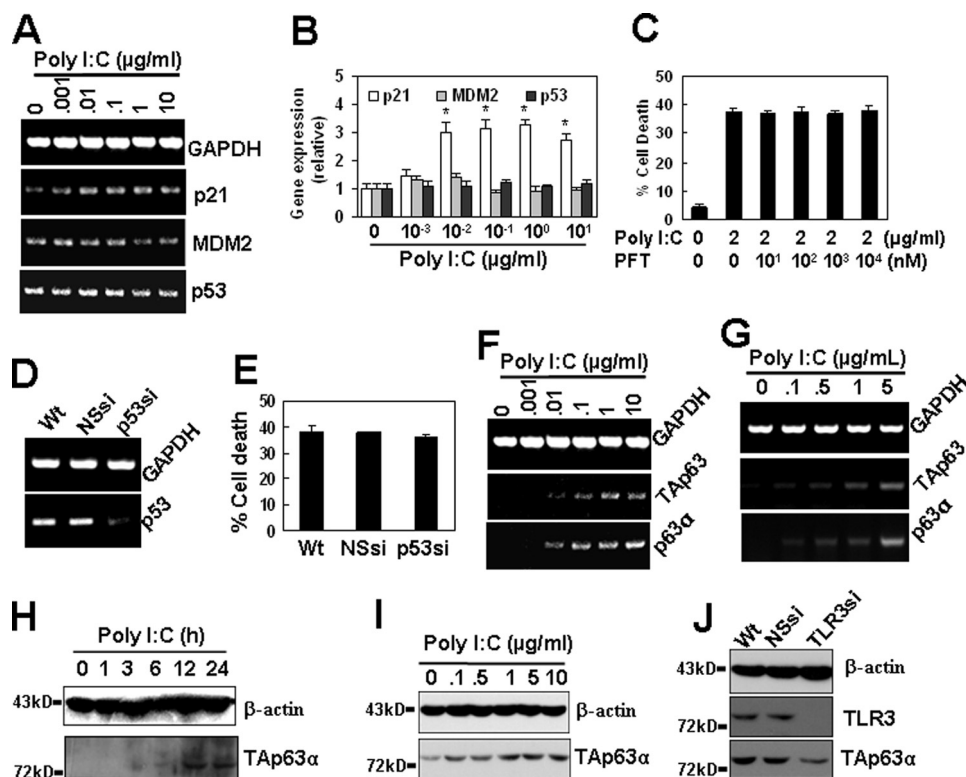 A
Poly I:C (µg/ml)
0 .001 .01 .1 1 10
GAPDH
p21
MDM2
p53
B
Gene expression
(relative)
5
4
3
2
1
0
p21 MDM2 p53
* * * *
0 10-3 10-2 10-1 10⁰ 10¹
Poly I:C (µg/ml)
C
% Cell Death
50
40
30
20
10
0
Poly I:C 0 2 2 2 2 2 (µg/ml)
PFT 0 0 10¹ 10² 10³ 10⁴ (nM)
D
Wt NSsi p53si
GAPDH
p53
E
% Cell death
50
40
30
20
10
0
Wt NSsi p53si
F
Poly I:C (µg/ml)
0 .001 .01 .1 1 10
GAPDH
TAp63
p63α
G
Poly I:C (µg/mL)
0 .1 .5 1 5
GAPDH
TAp63
p63α
H
Poly I:C (h)
0 1 3 6 12 24
43kD β-actin
72kD TAp63α
I
Poly I:C (µg/ml)
0 .1 .5 1 5 10
43kD β-actin
72kD TAp63α
J
Wt NSsi TLR3si
43kD β-actin
72kD TLR3
72kD TAp63α